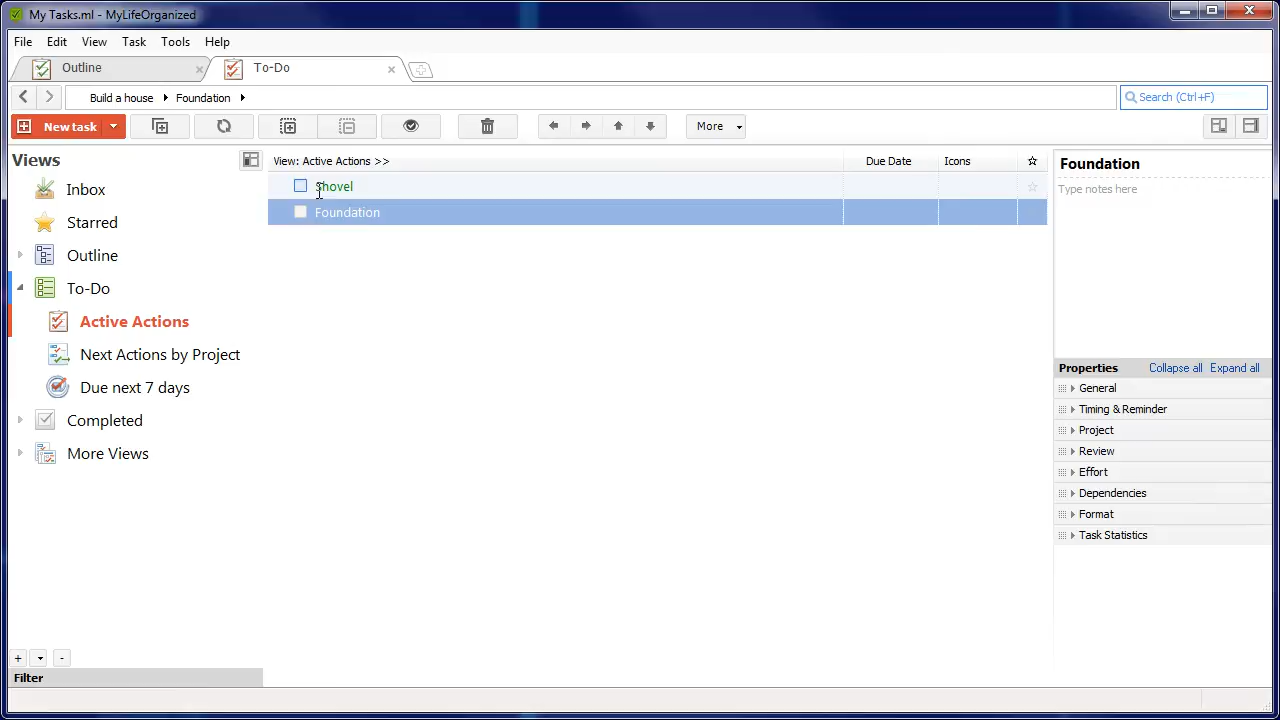 My Tasks.ml - MyLifeOrganized
File Edit View Task Tools Help
Outline To-Do
Build a house Foundation
Search (Ctrl+F)
New task
More
Views
Inbox
Starred
Outline
To-Do
Active Actions
Next Actions by Project
Due next 7 days
Completed
More Views
+ -
Filter
View: Active Actions >> Due Date Icons
Shovel
Foundation
Foundation
Type notes here
Properties Collapse all Expand all
General
Timing & Reminder
Project
Review
Effort
Dependencies
Format
Task Statistics